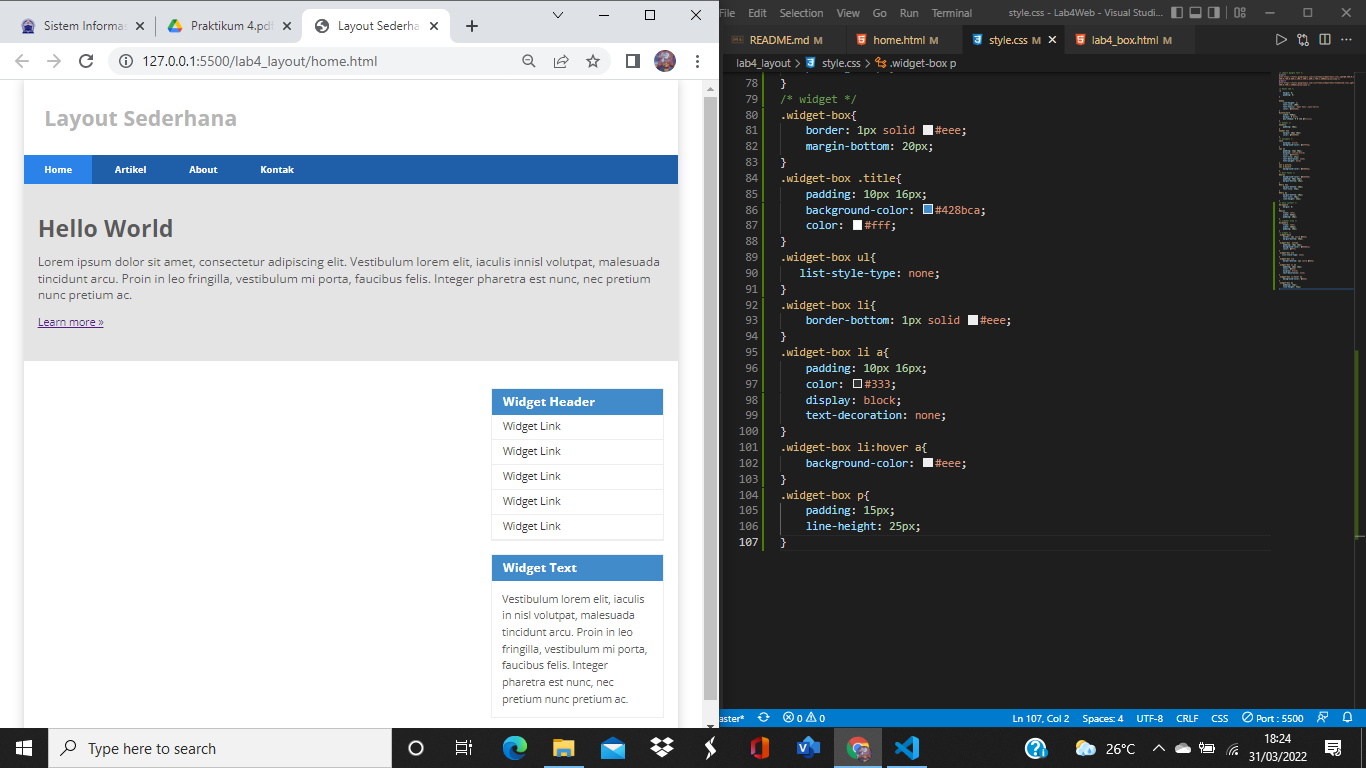 Sistem Informas
Praktikum 4.pdf
Layout Sederha
127.0.0.1:5500/lab4_layout/home.html
Layout Sederhana
Home Artikel About Kontak
Hello World
Lorem ipsum dolor sit amet, consectetur adipiscing elit. Vestibulum lorem elit, iaculis innisl volutpat, malesuada
tincidunt arcu. Proin in leo fringilla, vestibulum mi porta, faucibus felis. Integer pharetra est nunc, nec pretium
nunc pretium ac.
Learn more »
Widget Header
Widget Link
Widget Link
Widget Link
Widget Link
Widget Link
Widget Text
Vestibulum lorem elit, iaculis
in nisl volutpat, malesuada
tincidunt arcu. Proin in leo
fringilla, vestibulum mi porta,
faucibus felis. Integer
pharetra est nunc, nec
pretium nunc pretium ac.
File Edit Selection View Go Run Terminal style.css - Lab4Web - Visual Studi...
README.md M home.html M style.css M lab4_box.html M
lab4_layout > style.css > .widget-box p
78 }
79 /* widget */
80 .widget-box{
81 border: 1px solid #eee;
82 margin-bottom: 20px;
83 }
84 .widget-box .title{
85 padding: 10px 16px;
86 background-color: #428bca;
87 color: #fff;
88 }
89 .widget-box ul{
90 list-style-type: none;
91 }
92 .widget-box li{
93 border-bottom: 1px solid #eee;
94 }
95 .widget-box li a{
96 padding: 10px 16px;
97 color: #333;
98 display: block;
99 text-decoration: none;
100 }
101 .widget-box li:hover a{
102 background-color: #eee;
103 }
104 .widget-box p{
105 padding: 15px;
106 line-height: 25px;
107 }
aster* 0 0 Ln 107, Col 2 Spaces: 4 UTF-8 CRLF CSS Port : 5500
Type here to search
26°C
18:24
31/03/2022